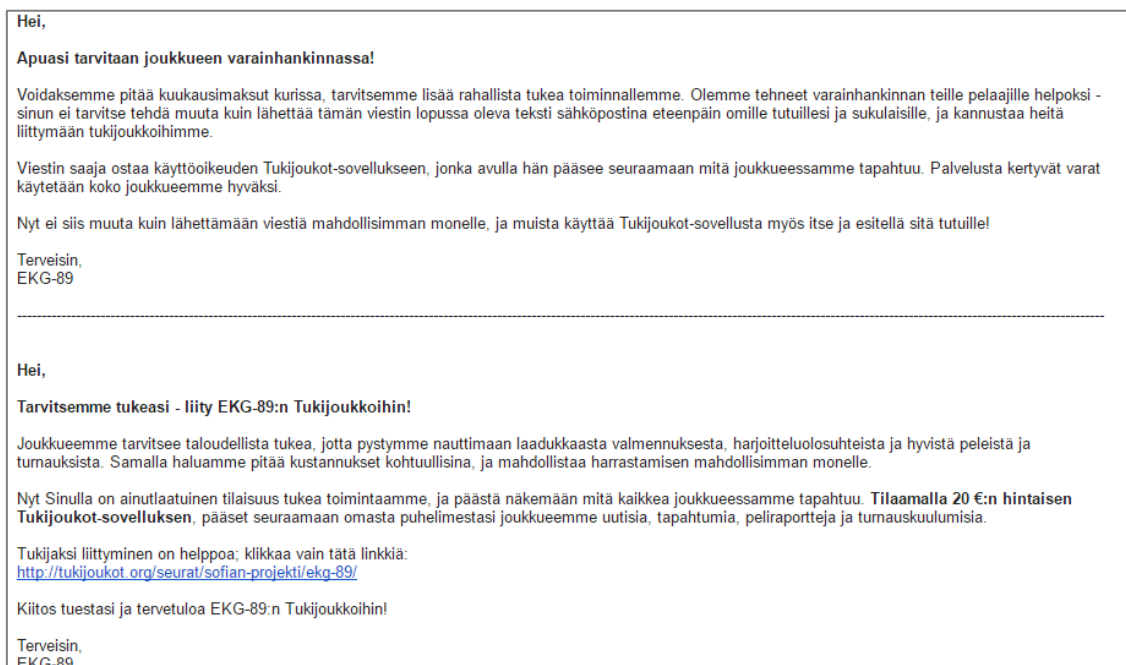 Hei,
Apuasi tarvitaan joukkueen varainhankinnassa!
Voidaksemme pitää kuukausimaksut kurissa, tarvitsemme lisää rahallista tukea toiminnallemme. Olemme tehneet varainhankinnan teille pelaajille helpoksi -
sinun ei tarvitse tehdä muuta kuin lähettää tämän viestin lopussa oleva teksti sähköpostina eteenpäin omille tutuillesi ja sukulaisille, ja kannustaa heitä
liittymään tukijoukkoihimme.
Viestin saaja ostaa käyttöoikeuden Tukijoukot-sovellukseen, jonka avulla hän pääsee seuraamaan mitä joukkueessamme tapahtuu. Palvelusta kertyvät varat
käytetään koko joukkueemme hyväksi.
Nyt ei siis muuta kuin lähettämään viestiä mahdollisimman monelle, ja muista käyttää Tukijoukot-sovellusta myös itse ja esitellä sitä tutuille!
Terveisin,
EKG-89
Hei,
Tarvitsemme tukeasi - liity EKG-89:n Tukijoukkoihin!
Joukkueemme tarvitsee taloudellista tukea, jotta pystymme nauttimaan laadukkaasta valmennuksesta, harjoitteluolosuhteista ja hyvistä peleistä ja
turnauksista. Samalla haluamme pitää kustannukset kohtuullisina, ja mahdollistaa harrastamisen mahdollisimman monelle.
Nyt Sinulla on ainutlaatuinen tilaisuus tukea toimintaamme, ja päästä näkemään mitä kaikkea joukkueessamme tapahtuu. Tilaamalla 20 €:n hintaisen
Tukijoukot-sovelluksen, pääset seuraamaan omasta puhelimestasi joukkueemme uutisia, tapahtumia, peliraportteja ja turnauskuulumisia.
Tukijaksi liittyminen on helppoa; klikkaa vain tätä linkkiä:
http://tukijoukot.org/seurat/sofian-projekti/ekg-89/
Kiitos tuestasi ja tervetuloa EKG-89:n Tukijoukkoihin!
Terveisin,
EKG-89